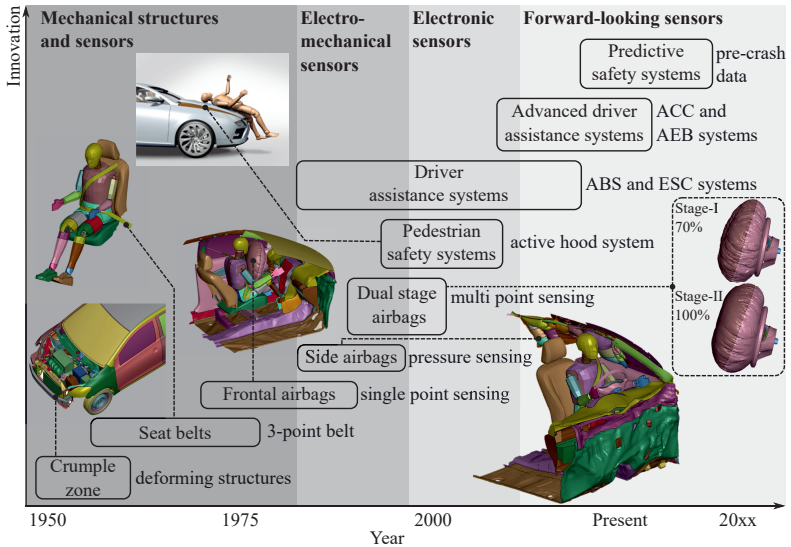 Innovation
Mechanical structures
and sensors
Electro-
mechanical
sensors
Electronic
sensors
Forward-looking sensors
Predictive
safety systems
pre-crash
data
Advanced driver
assistance systems
ACC and
AEB systems
Driver
assistance systems
ABS and ESC systems
Pedestrian
safety systems
active hood system
Stage-I
70%
Dual stage
airbags
multi point sensing
Stage-II
100%
Side airbags
pressure sensing
Frontal airbags
single point sensing
Seat belts
3-point belt
Crumple
zone
deforming structures
1950
1975
2000
Present
20xx
Year